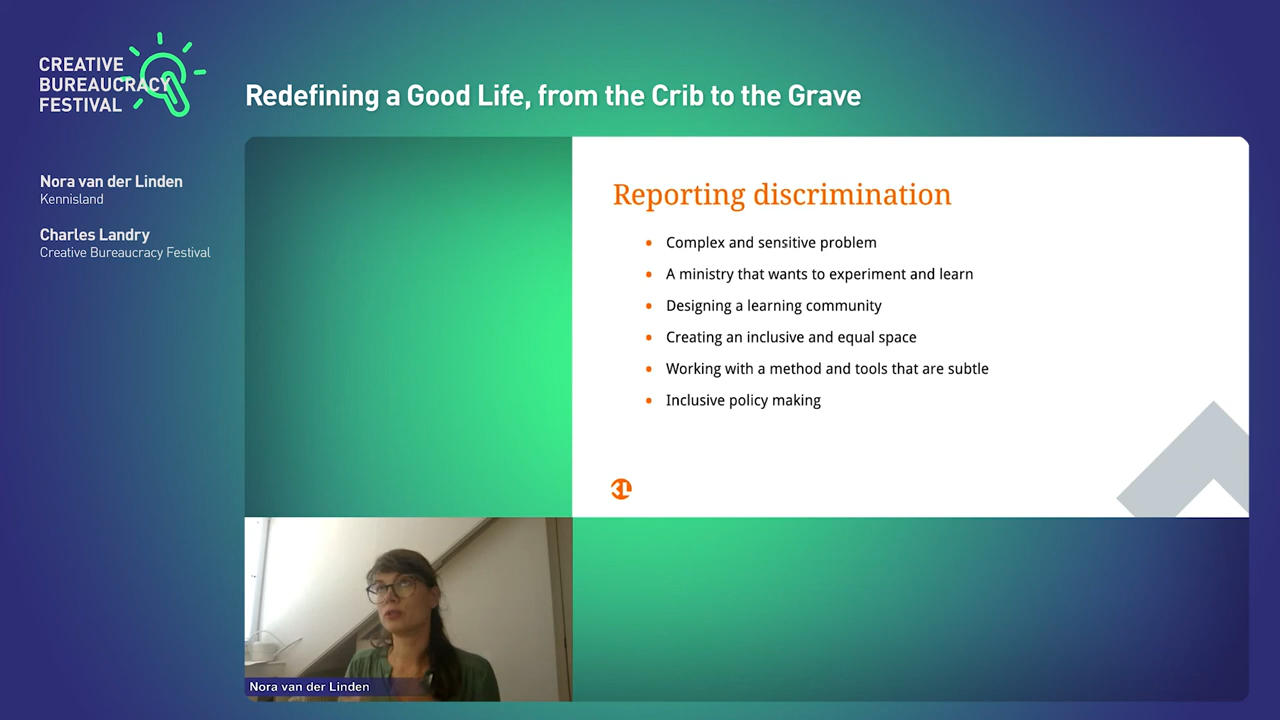 CREATIVE
BUREAUCRACY
FESTIVAL
Redefining a Good Life, from the Crib to the Grave
Nora van der Linden
Kennisland
Charles Landry
Creative Bureaucracy Festival
Reporting discrimination
• Complex and sensitive problem
• A ministry that wants to experiment and learn
• Designing a learning community
• Creating an inclusive and equal space
• Working with a method and tools that are subtle
• Inclusive policy making
KL
Nora van der Linden